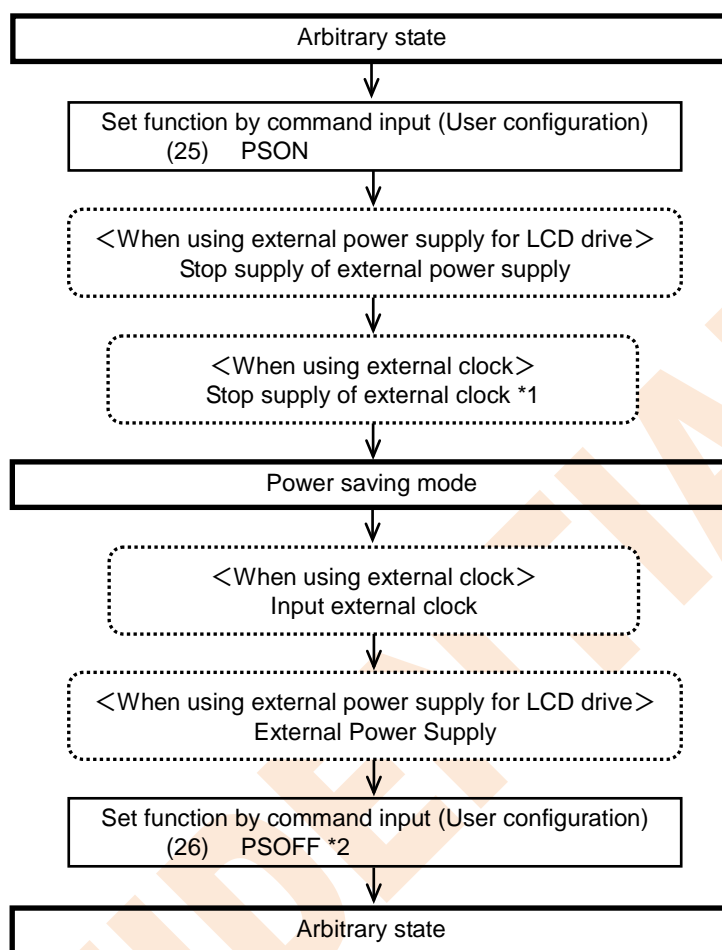 Arbitrary state
Set function by command input (User configuration)
(25) PSON
<When using external power supply for LCD drive>
Stop supply of external power supply
<When using external clock>
Stop supply of external clock *1
Power saving mode
<When using external clock>
Input external clock
<When using external power supply for LCD drive>
External Power Supply
Set function by command input (User configuration)
(26) PSOFF *2
Arbitrary state